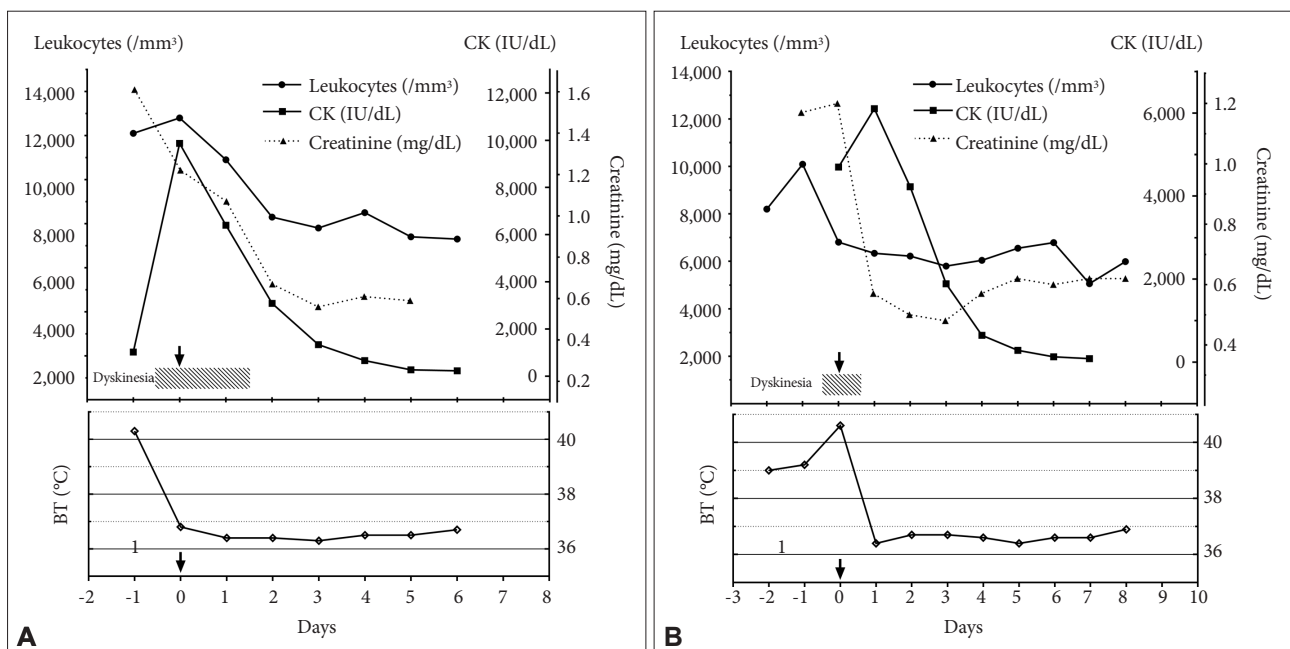 Leukocytes (/mm³) CK (IU/dL)
14,000
12,000
10,000
8,000
6,000
4,000
2,000
Leukocytes (/mm³)
CK (IU/dL)
Creatinine (mg/dL)
12,000
10,000
8,000
6,000
4,000
2,000
0
1.6
1.4
1.2
1.0
0.8
0.6
0.4
0.2
Creatinine (mg/dL)
Dyskinesia
BT (°C)
40
38
36
1
-2 -1 0 1 2 3 4 5 6 7 8
Days
A
Leukocytes (/mm³) CK (IU/dL)
14,000
12,000
10,000
8,000
6,000
4,000
2,000
Leukocytes (/mm³)
CK (IU/dL)
Creatinine (mg/dL)
6,000
4,000
2,000
0
1.2
1.0
0.8
0.6
0.4
Creatinine (mg/dL)
Dyskinesia
BT (°C)
40
38
36
1
-3 -2 -1 0 1 2 3 4 5 6 7 8 9 10
Days
B